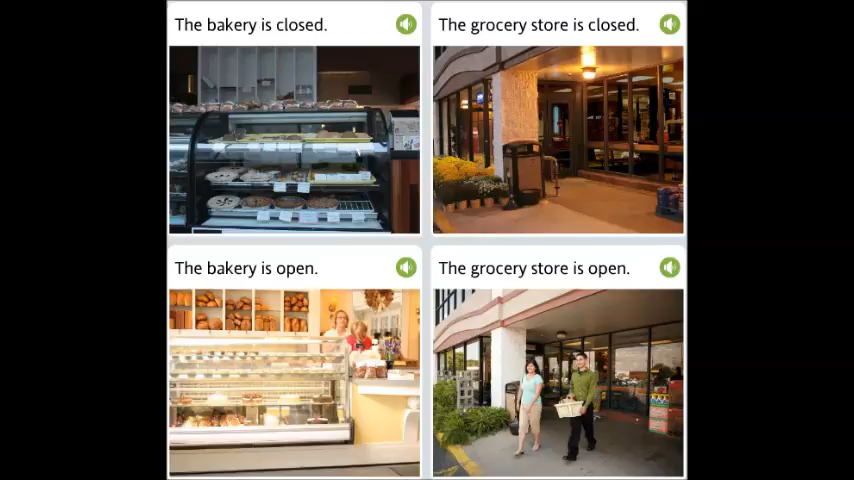 The bakery is closed.
The grocery store is closed.
The bakery is open.
The grocery store is open.